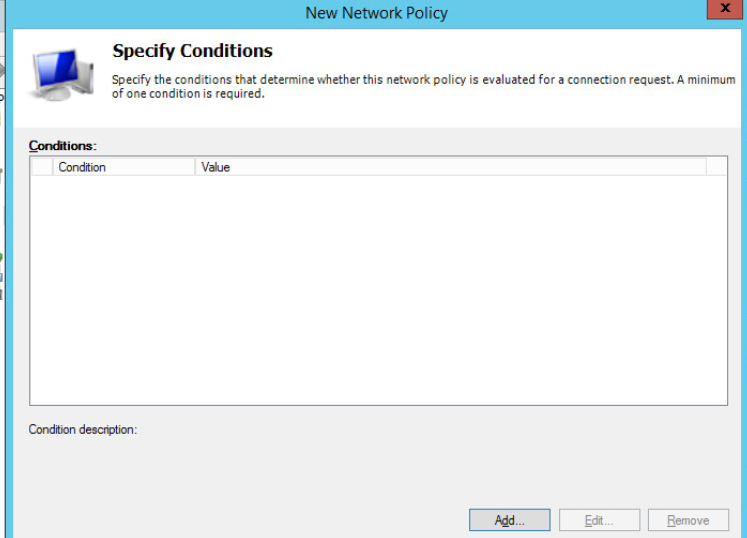 New Network Policy
x
Specify Conditions
Specify the conditions that determine whether this network policy is evaluated for a connection request. A minimum
of one condition is required.
Conditions:
Condition Value
Condition description:
Add... Edit... Remove